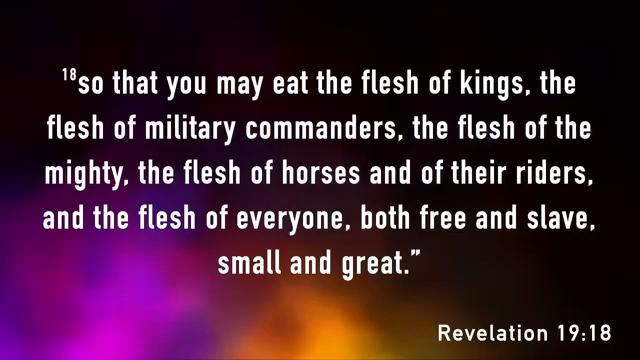 18so that you may eat the flesh of kings, the
flesh of military commanders, the flesh of the
mighty, the flesh of horses and of their riders,
and the flesh of everyone, both free and slave,
small and great.”
Revelation 19:18